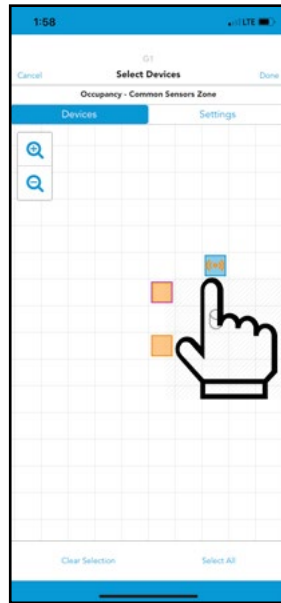 1:58 LTE
G1
Cancel Select Devices Done
Occupancy - Common Sensors Zone
Devices Settings
Clear Selection Select All